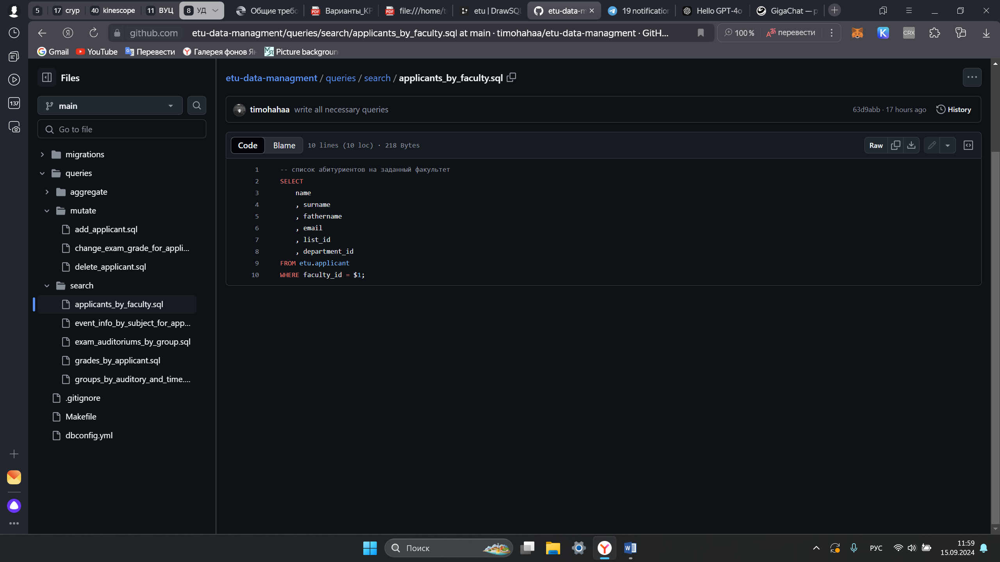 5
17 сгур
40 kinescope
11 ВУЦ
8 УД
Общие требо
Варианты_КР
file:///home/ti
etu | DrawSQL
etu-data-m
19 notification
Hello GPT-4o
GigaChat — р
github.com
etu-data-managment/queries/search/applicants_by_faculty.sql at main · timohahaa/etu-data-managment · GitH...
100 %
перевести
CRX
Gmail
YouTube
Перевести
Галерея фонов Ян
Picture backgroun
137
Files
main
Go to file
migrations
queries
aggregate
mutate
add_applicant.sql
change_exam_grade_for_appli...
delete_applicant.sql
search
applicants_by_faculty.sql
event_info_by_subject_for_app...
exam_auditoriums_by_group.sql
grades_by_applicant.sql
groups_by_auditory_and_time....
.gitignore
Makefile
dbconfig.yml
etu-data-managment / queries / search / applicants_by_faculty.sql
timohahaa write all necessary queries
63d9abb · 17 hours ago
History
Code
Blame
10 lines (10 loc) · 218 Bytes
Raw
1 -- список абитуриентов на заданный факультет
2 SELECT
3 name
4 , surname
5 , fathername
6 , email
7 , list_id
8 , department_id
9 FROM etu.applicant
10 WHERE faculty_id = $1;
Поиск
РУС
11:59
15.09.2024